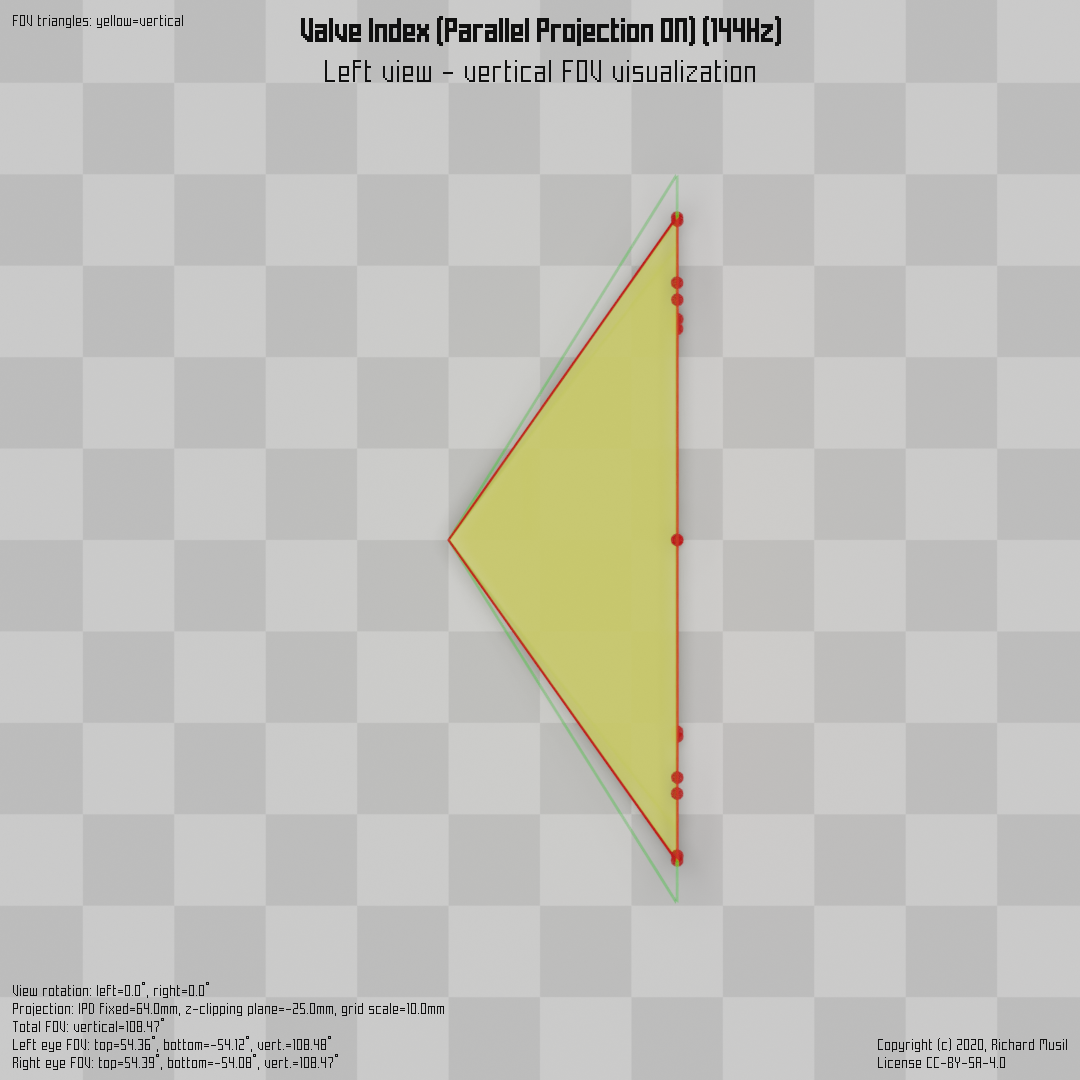 FOV triangles: yellow=vertical
Valve Index (Parallel Projection ON) (144Hz)
Left view - vertical FOV visualization
View rotation: left=0.0°, right=0.0°
Projection: IPD fixed=64.0mm, z-clipping plane=-25.0mm, grid scale=10.0mm
Total FOV: vertical=108.47°
Left eye FOV: top=54.36°, bottom=-54.12°, vert.=108.48°
Right eye FOV: top=54.39°, bottom=-54.08°, vert.=108.47°
Copyright (c) 2020, Richard Musil
License CC-BY-SA-4.0